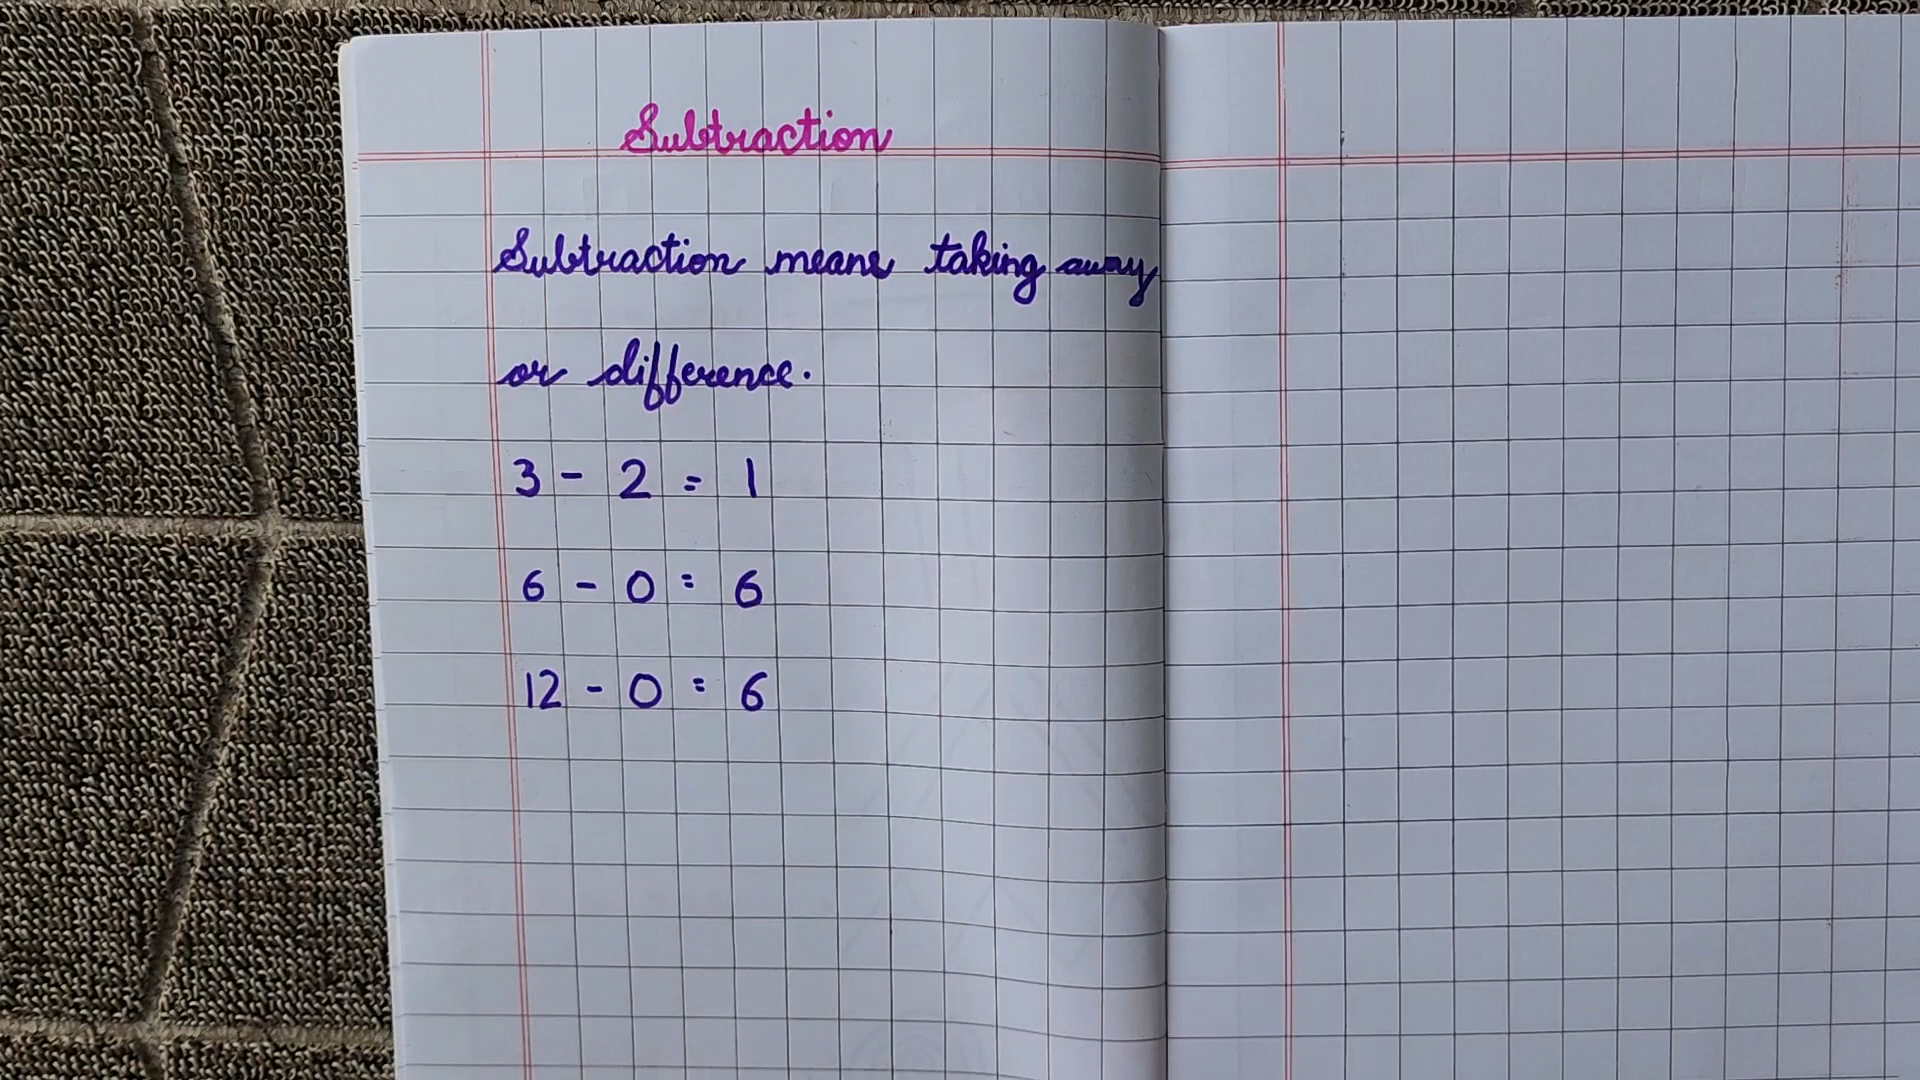 Subtraction
Subtraction means taking away
or difference.
3 - 2 = 1
6 - 0 = 6
12 - 0 = 6